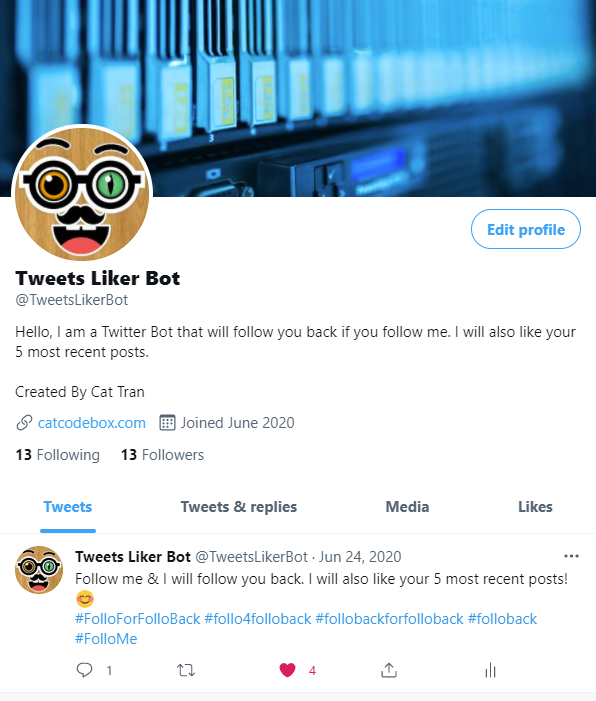 Edit profile
Tweets Liker Bot
@TweetsLikerBot
Hello, I am a Twitter Bot that will follow you back if you follow me. I will also like your
5 most recent posts.
Created By Cat Tran
catcodebox.com Joined June 2020
13 Following 13 Followers
Tweets Tweets & replies Media Likes
Tweets Liker Bot @TweetsLikerBot · Jun 24, 2020
Follow me & I will follow you back. I will also like your 5 most recent posts!
😊
#FolloForFolloBack #follo4folloback #follobackforfolloback #folloback
#FolloMe
1 4